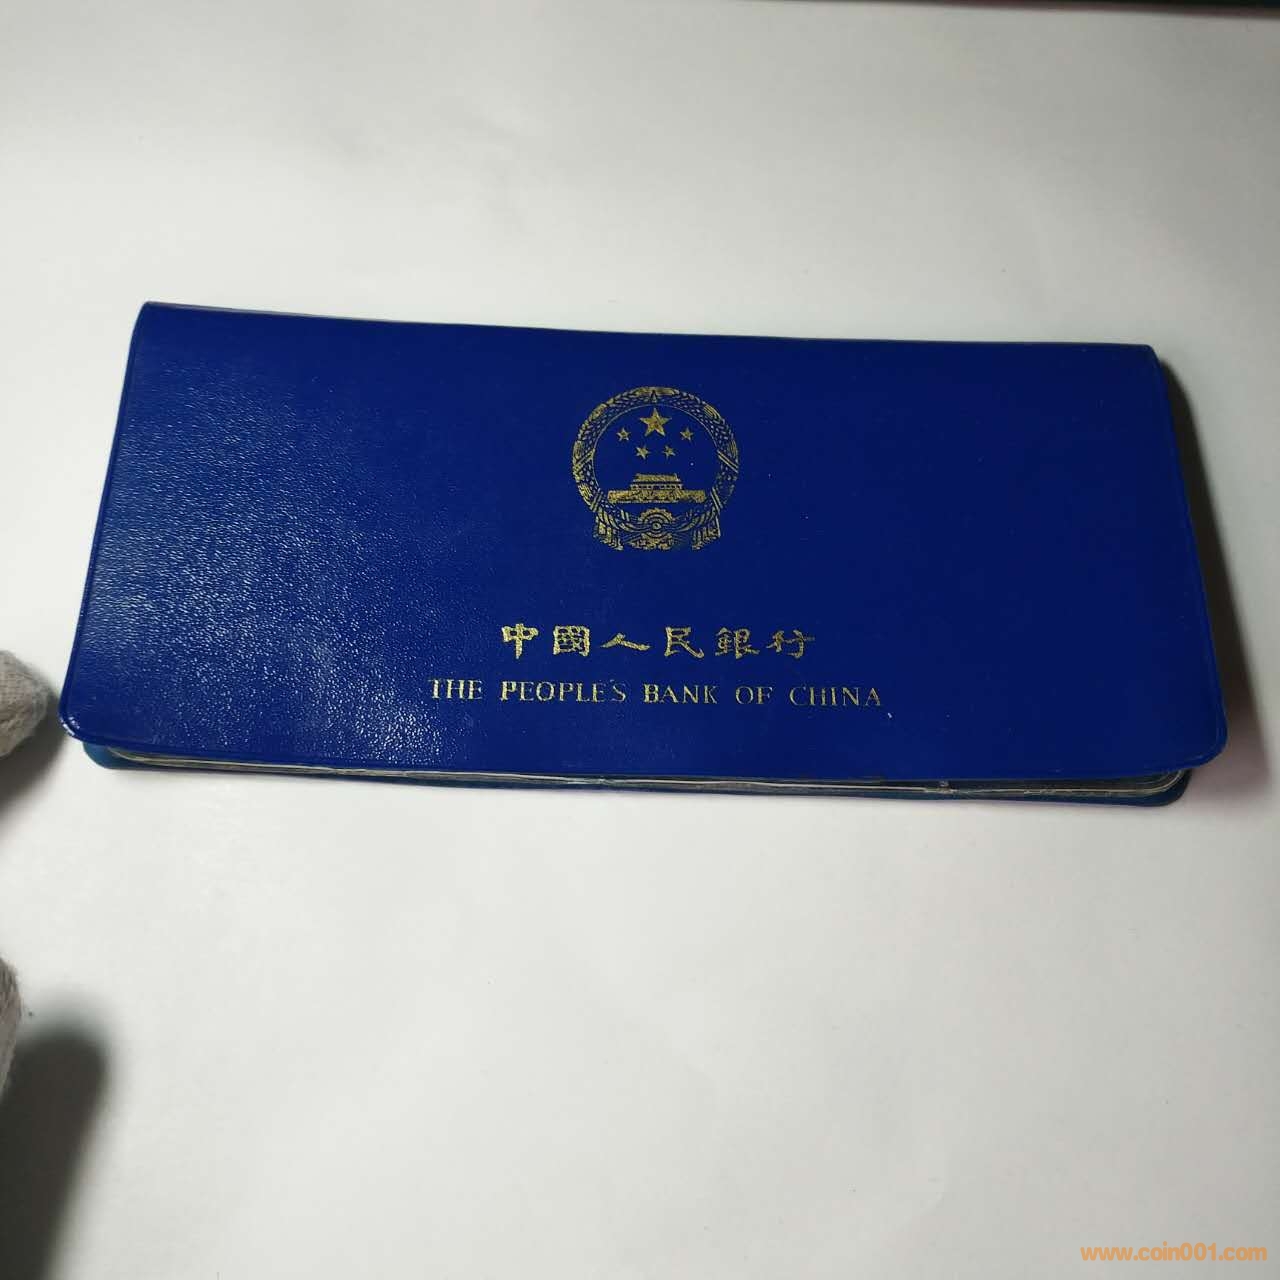 中國人民銀行
THE PEOPLE'S BANK OF CHINA
www.coin001.com